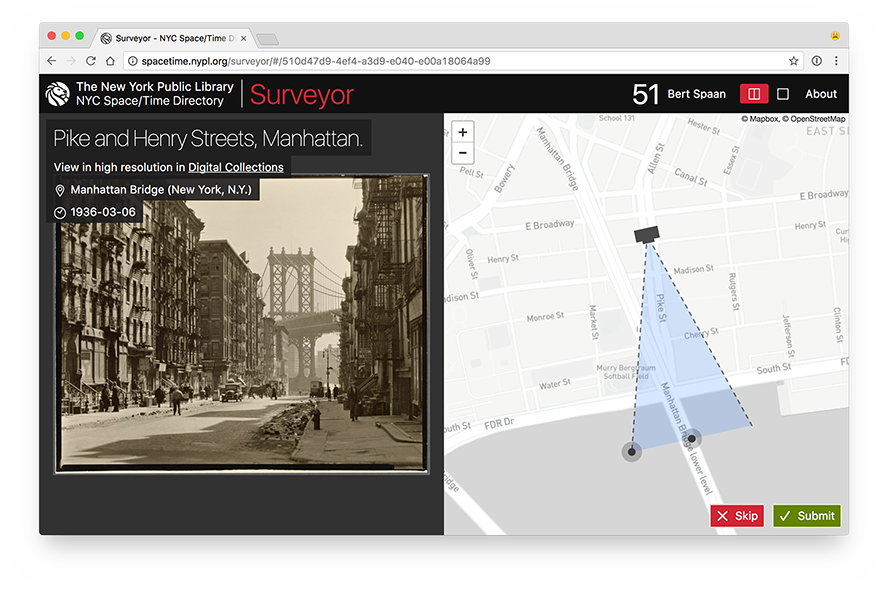 Surveyor - NYC Space/Time Di
spacetime.nypl.org/surveyor/#/510d47d9-4ef4-a3d9-e040-e00a18064a99
The New York Public Library
NYC Space/Time Directory
Surveyor
51 Bert Spaan
About
Pike and Henry Streets, Manhattan.
View in high resolution in Digital Collections
Manhattan Bridge (New York, N.Y.)
1936-03-06
+
−
© Mapbox, © OpenStreetMap
School 131
Hester St
EAST
Manhattan Bridge
Allen St
Essex St
Pell St
Bowery
Canal St
E Broadway
E Broadway
Henry St
Oliver St
Henry St
Madison St
adison St
Pike St
Rutgers St
Monroe St
Market St
Cherry St
Jefferson St
Clinton St
Murry Bergtraum
Softball Field
Water St
South St
FD
outh St
FDR Dr
Manhattan Bridge lower level
ridge
Skip
Submit